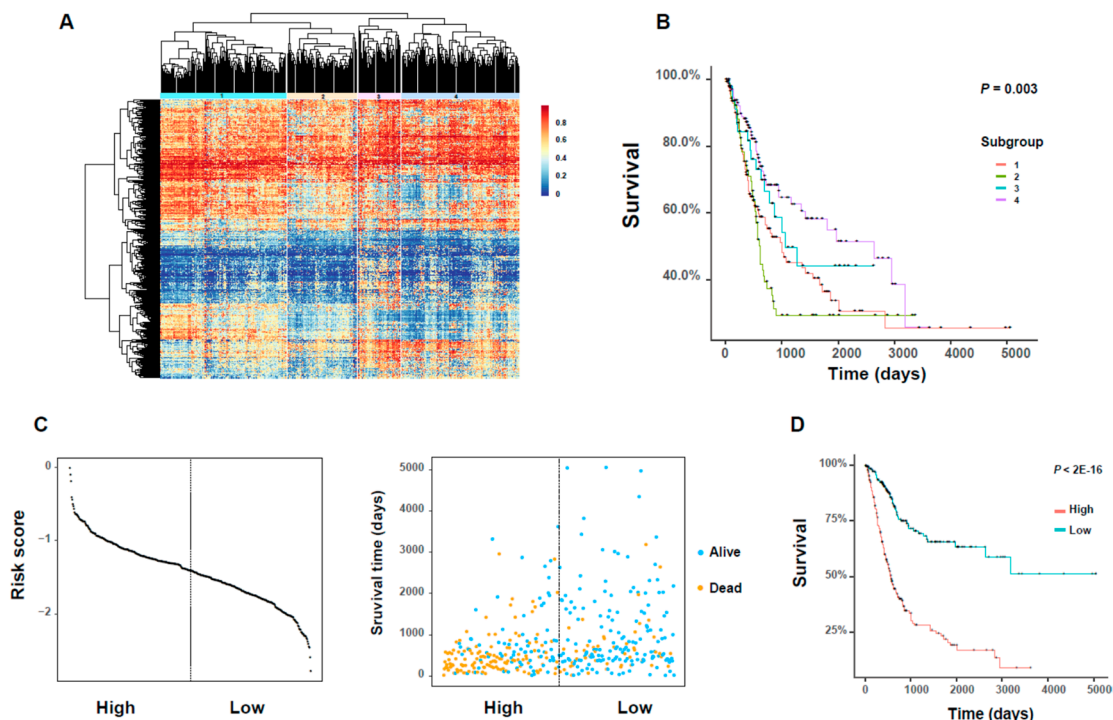 A
1 2 3 4
0.8
0.6
0.4
0.2
0
B
100.0%
80.0%
60.0%
40.0%
Survival
P = 0.003
Subgroup
1
2
3
4
0 1000 2000 3000 4000 5000
Time (days)
C
Risk score
0
−1
−2
High Low
Sruvival time (days)
5000
4000
3000
2000
1000
0
Alive
Dead
High Low
D
Survival
100%
75%
50%
25%
P < 2E-16
High
Low
0 1000 2000 3000 4000 5000
Time (days)